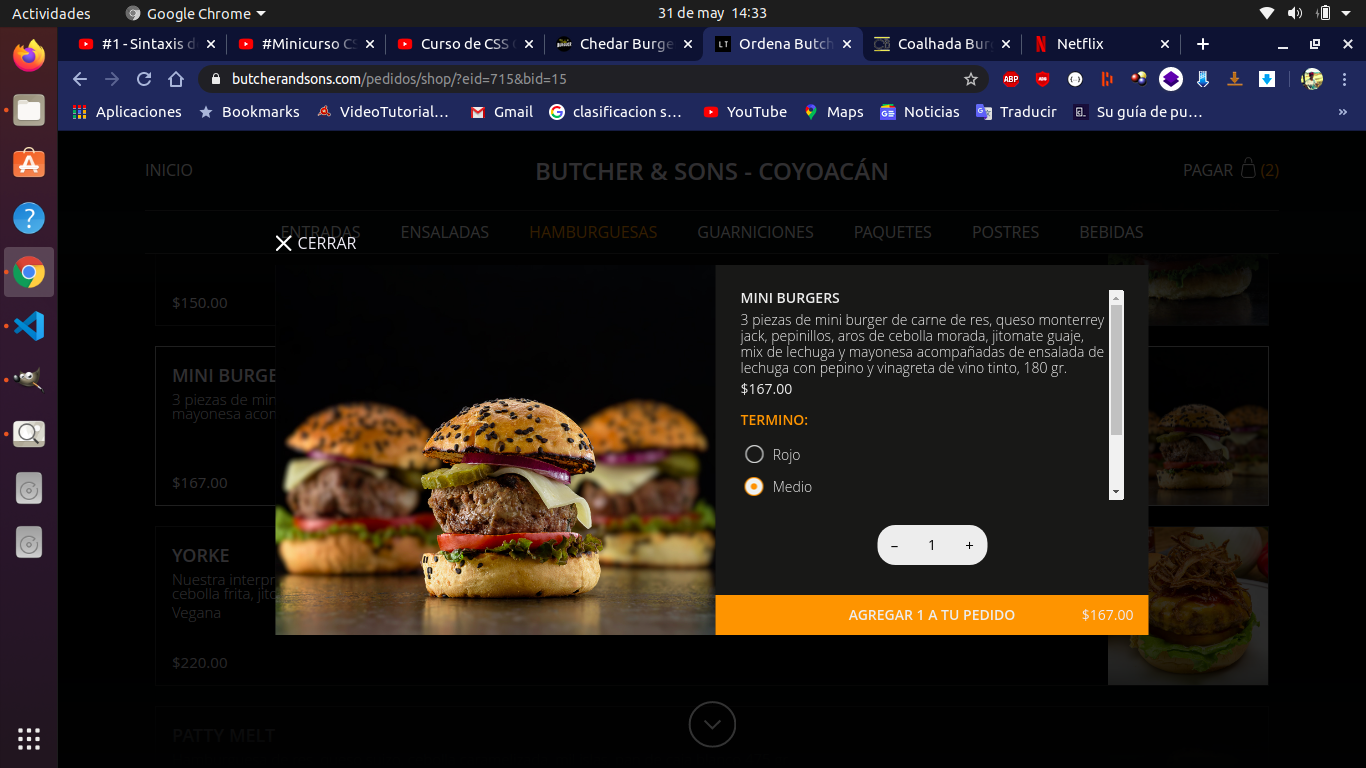 Actividades
Google Chrome
31 de may 14:33
#1 - Sintaxis d
#Minicurso CS
Curso de CSS
Chedar Burge
Ordena Butch
Coalhada Bur
Netflix
butcherandsons.com/pedidos/shop/?eid=715&bid=15
ABP
Aplicaciones
Bookmarks
VideoTutorial...
Gmail
clasificacion s...
YouTube
Maps
Noticias
Traducir
Su guía de pu...
»
INICIO
BUTCHER & SONS - COYOACÁN
PAGAR (2)
ENTRADAS
ENSALADAS
HAMBURGUESAS
GUARNICIONES
PAQUETES
POSTRES
BEBIDAS
CERRAR
$150.00
MINI BURGE
3 piezas de min
mayonesa acor
$167.00
YORKE
Nuestra interpr
cebolla frita, jito
Vegana
$220.00
PATTY MELT
MINI BURGERS
3 piezas de mini burger de carne de res, queso monterrey
jack, pepinillos, aros de cebolla morada, jitomate guaje,
mix de lechuga y mayonesa acompañadas de ensalada de
lechuga con pepino y vinagreta de vino tinto, 180 gr.
$167.00
TERMINO:
Rojo
Medio
– 1 +
AGREGAR 1 A TU PEDIDO $167.00